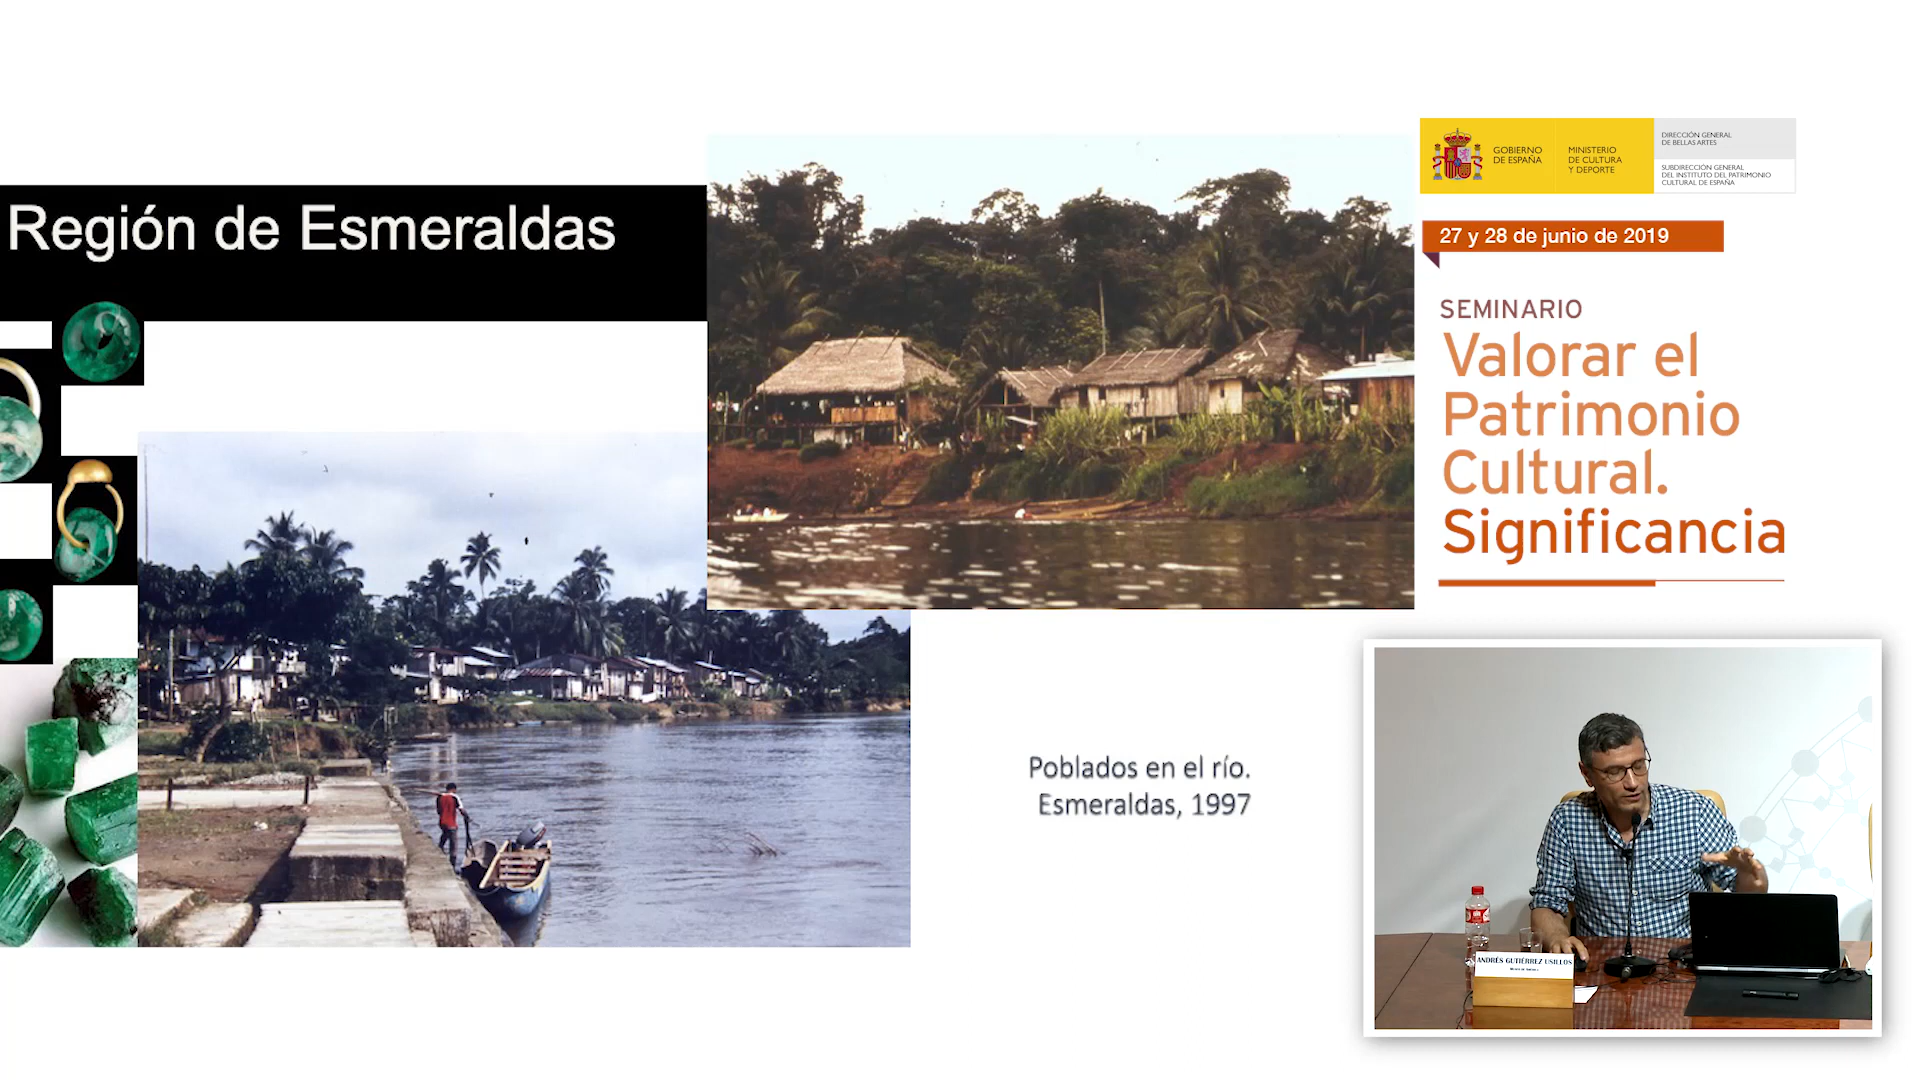 Región de Esmeraldas
Poblados en el río.
Esmeraldas, 1997
GOBIERNO
DE ESPAÑA
MINISTERIO
DE CULTURA
Y DEPORTE
DIRECCIÓN GENERAL
DE BELLAS ARTES
SUBDIRECCIÓN GENERAL
DEL INSTITUTO DEL PATRIMONIO
CULTURAL DE ESPAÑA
27 y 28 de junio de 2019
SEMINARIO
Valorar el
Patrimonio
Cultural.
Significancia
ANDRÉS GUTIÉRREZ USILLOS